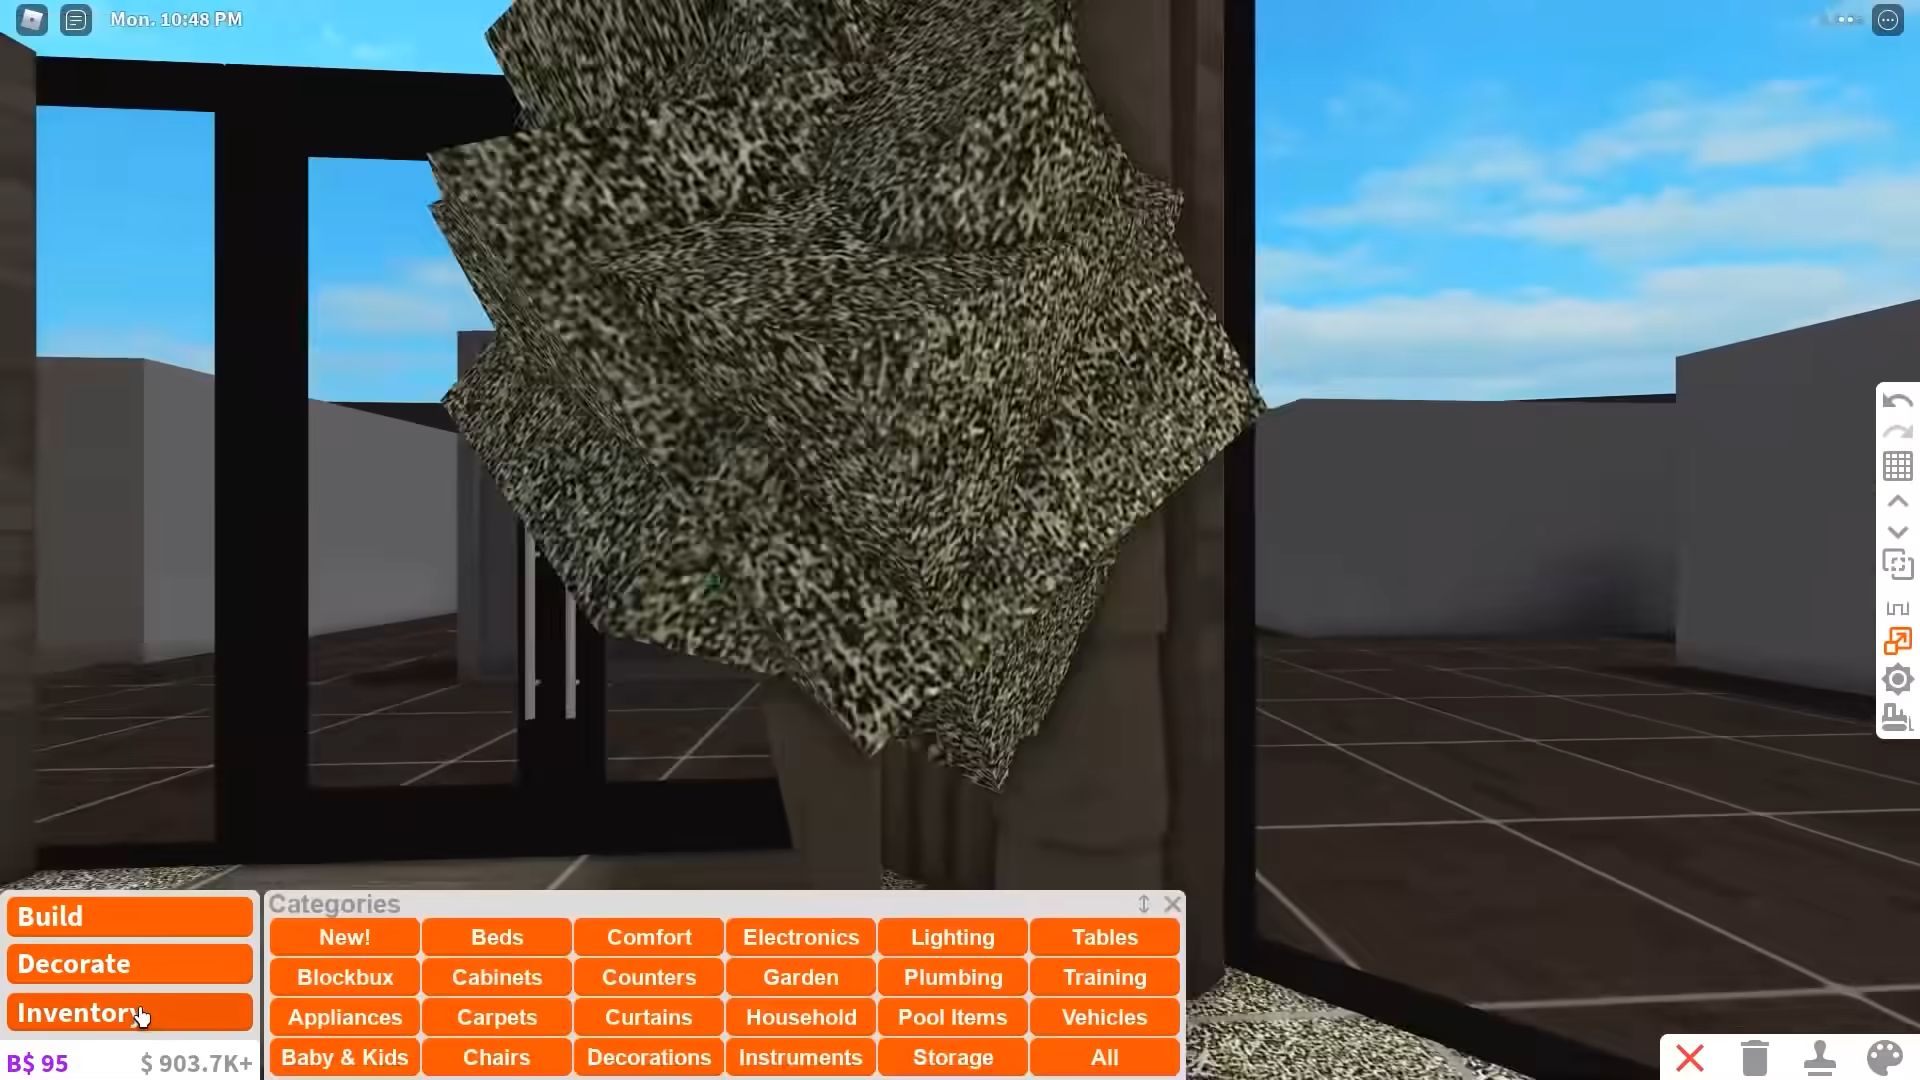 Mon. 10:48 PM
Build
Decorate
Inventory
B$ 95 $ 903.7K+
Categories
New! Beds Comfort Electronics Lighting Tables
Blockbux Cabinets Counters Garden Plumbing Training
Appliances Carpets Curtains Household Pool Items Vehicles
Baby & Kids Chairs Decorations Instruments Storage All